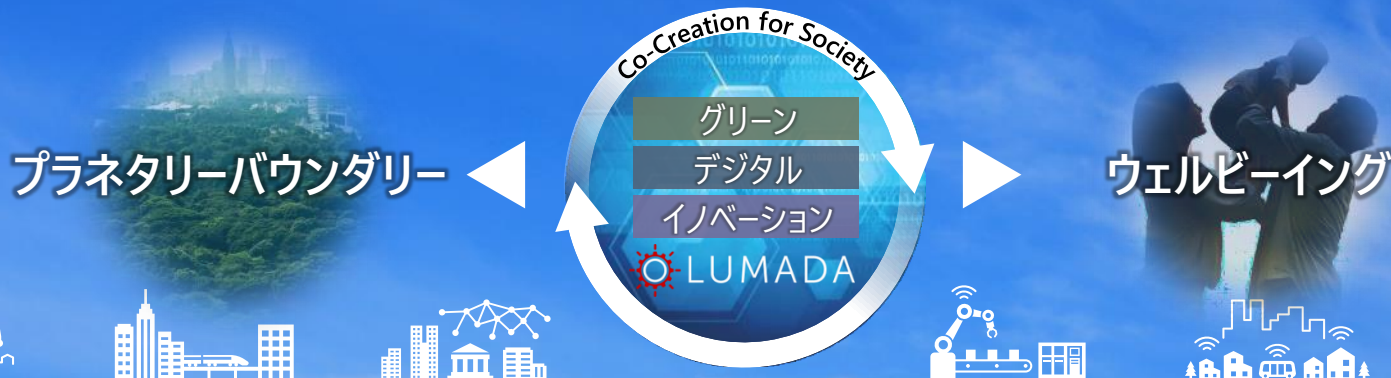 Co-Creation for Society
グリーン
デジタル
イノベーション
LUMADA
プラネタリーバウンダリー
ウェルビーイング